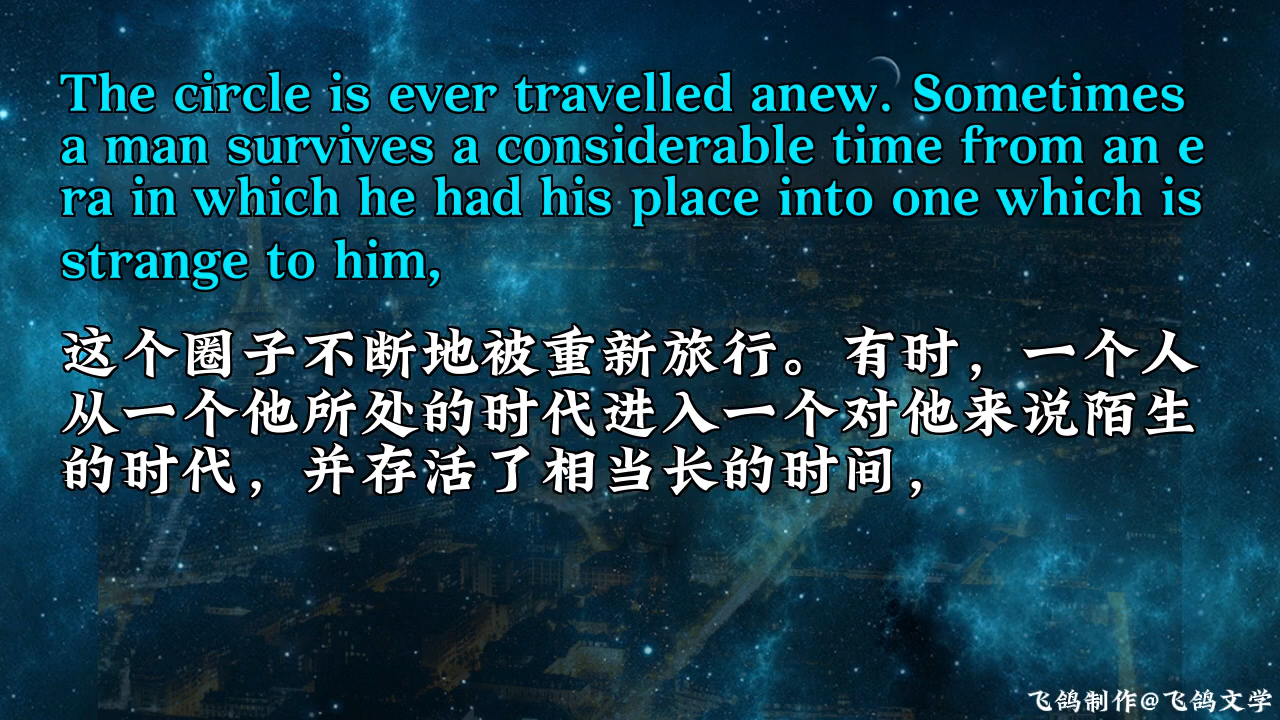 The circle is ever travelled anew. Sometimes
a man survives a considerable time from an e
ra in which he had his place into one which is
strange to him,
这个圈子不断地被重新旅行。有时，一个人
从一个他所处的时代进入一个对他来说陌生
的时代，并存活了相当长的时间，
飞鸽制作@飞鸽文学